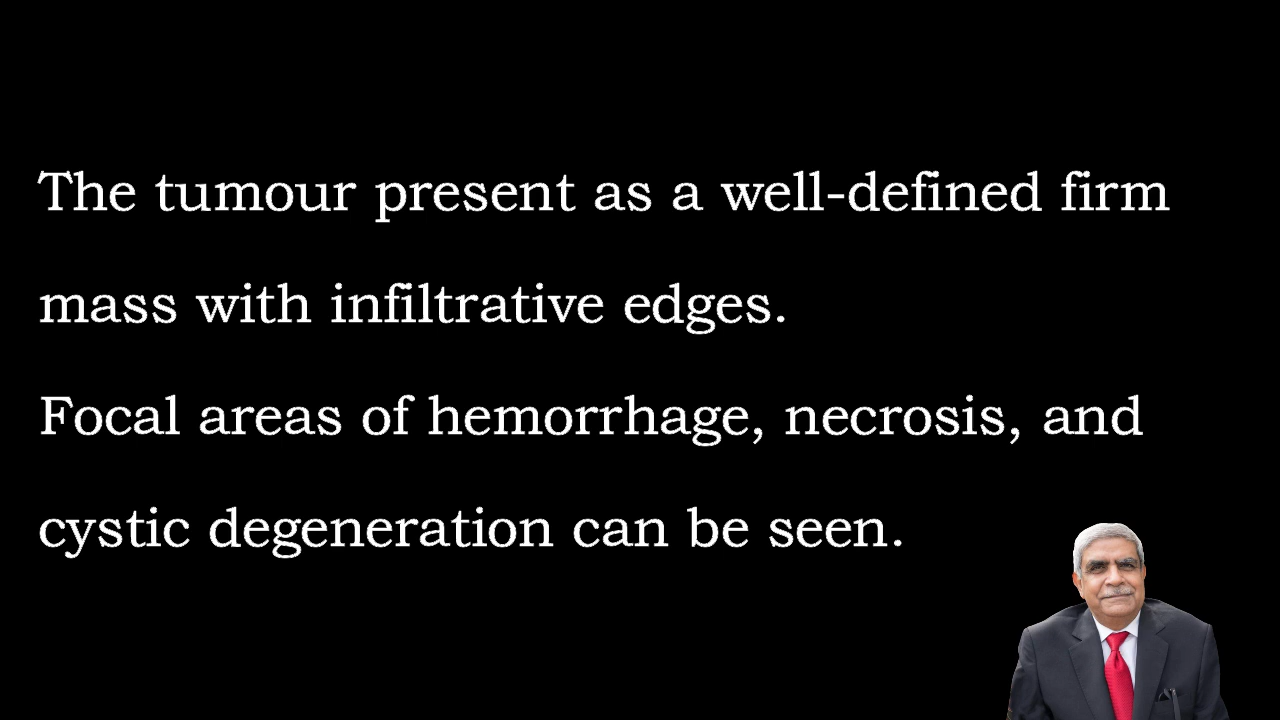 The tumour present as a well-defined firm
mass with infiltrative edges.
Focal areas of hemorrhage, necrosis, and
cystic degeneration can be seen.